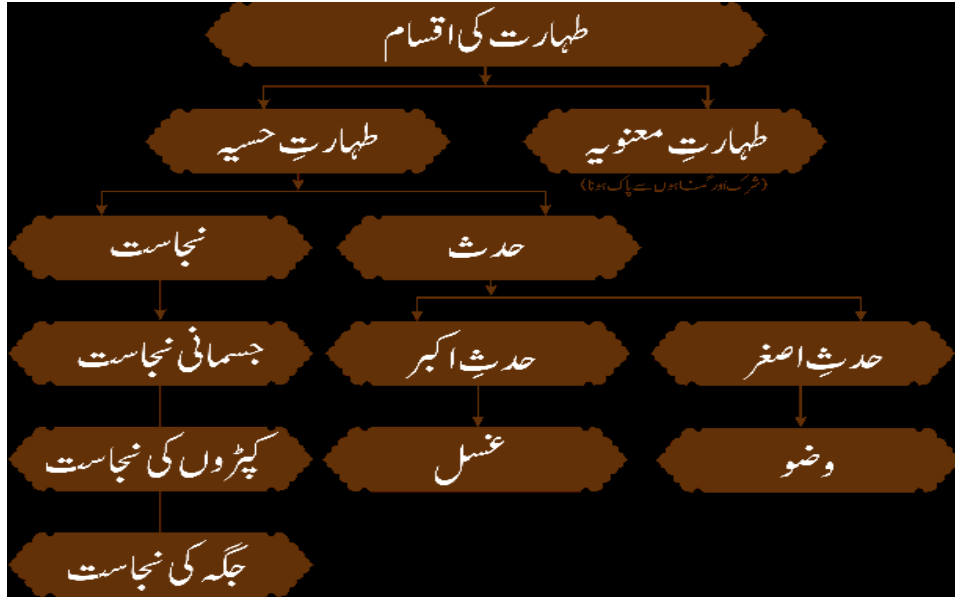 طہارت کی اقسام
طہارتِ معنویہ
طہارتِ حسیہ
(شرک اور گناہوں سے پاک ہونا)
حدث
نجاست
حدثِ اصغر
حدثِ اکبر
جسمانی نجاست
وضو
غسل
کپڑوں کی نجاست
جگہ کی نجاست